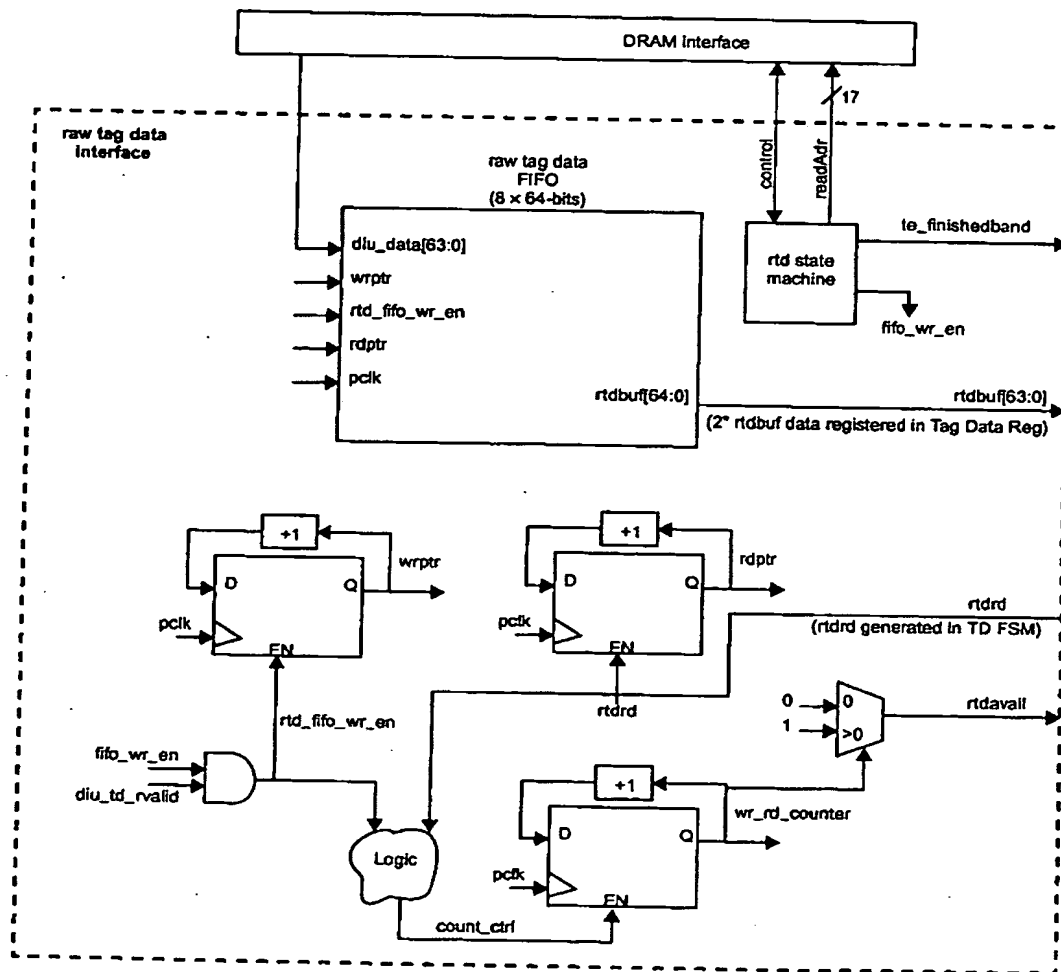 DRAM Interface
17
raw tag data
interface
raw tag data
FIFO
(8 × 64-bits)
control
readAdr
diu_data[63:0]
wrptr
rtd_fifo_wr_en
rdptr
pclk
rtdbuf[64:0]
rtd state
machine
te_finishedband
fifo_wr_en
rtdbuf[63:0]
(2* rtdbuf data registered in Tag Data Reg)
+1
wrptr
D
Q
pclk
EN
+1
rdptr
D
Q
pclk
EN
rtdrd
rtdrd
(rtdrd generated in TD FSM)
rtd_fifo_wr_en
fifo_wr_en
diu_td_rvalid
0
0
1
>0
rtdavail
Logic
count_ctrl
+1
wr_rd_counter
D
Q
pclk
EN